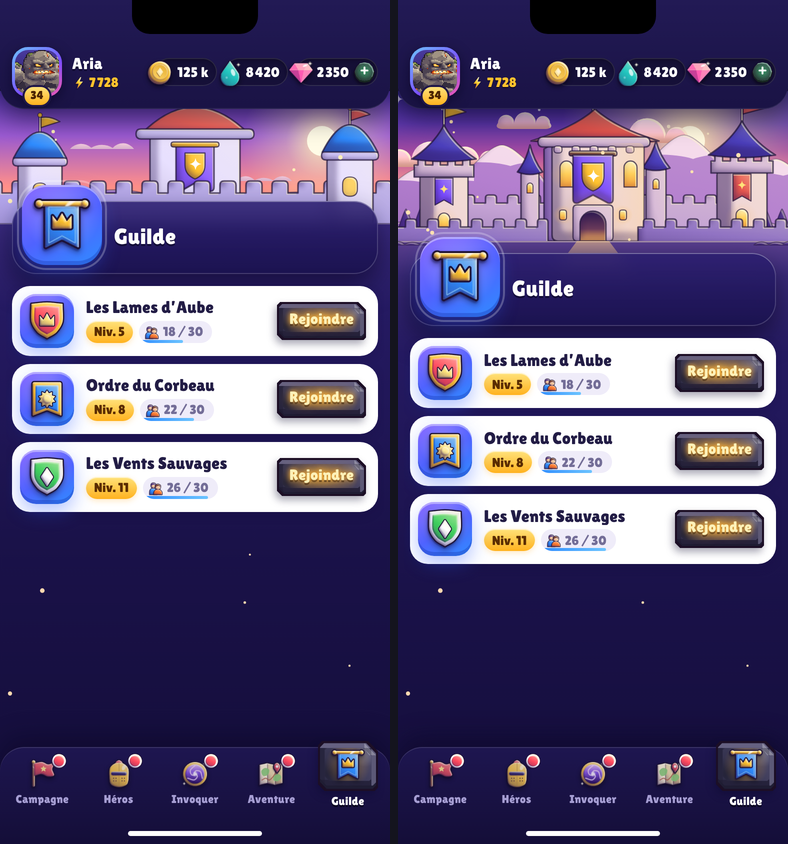 Aria
7728
125 k
8420
2350
+
34
Guilde
Les Lames d'Aube
Niv. 5
18 / 30
Rejoindre
Ordre du Corbeau
Niv. 8
22 / 30
Rejoindre
Les Vents Sauvages
Niv. 11
26 / 30
Rejoindre
Campagne
Héros
Invoquer
Aventure
Guilde
Aria
7728
125 k
8420
2350
+
34
Guilde
Les Lames d'Aube
Niv. 5
18 / 30
Rejoindre
Ordre du Corbeau
Niv. 8
22 / 30
Rejoindre
Les Vents Sauvages
Niv. 11
26 / 30
Rejoindre
Campagne
Héros
Invoquer
Aventure
Guilde